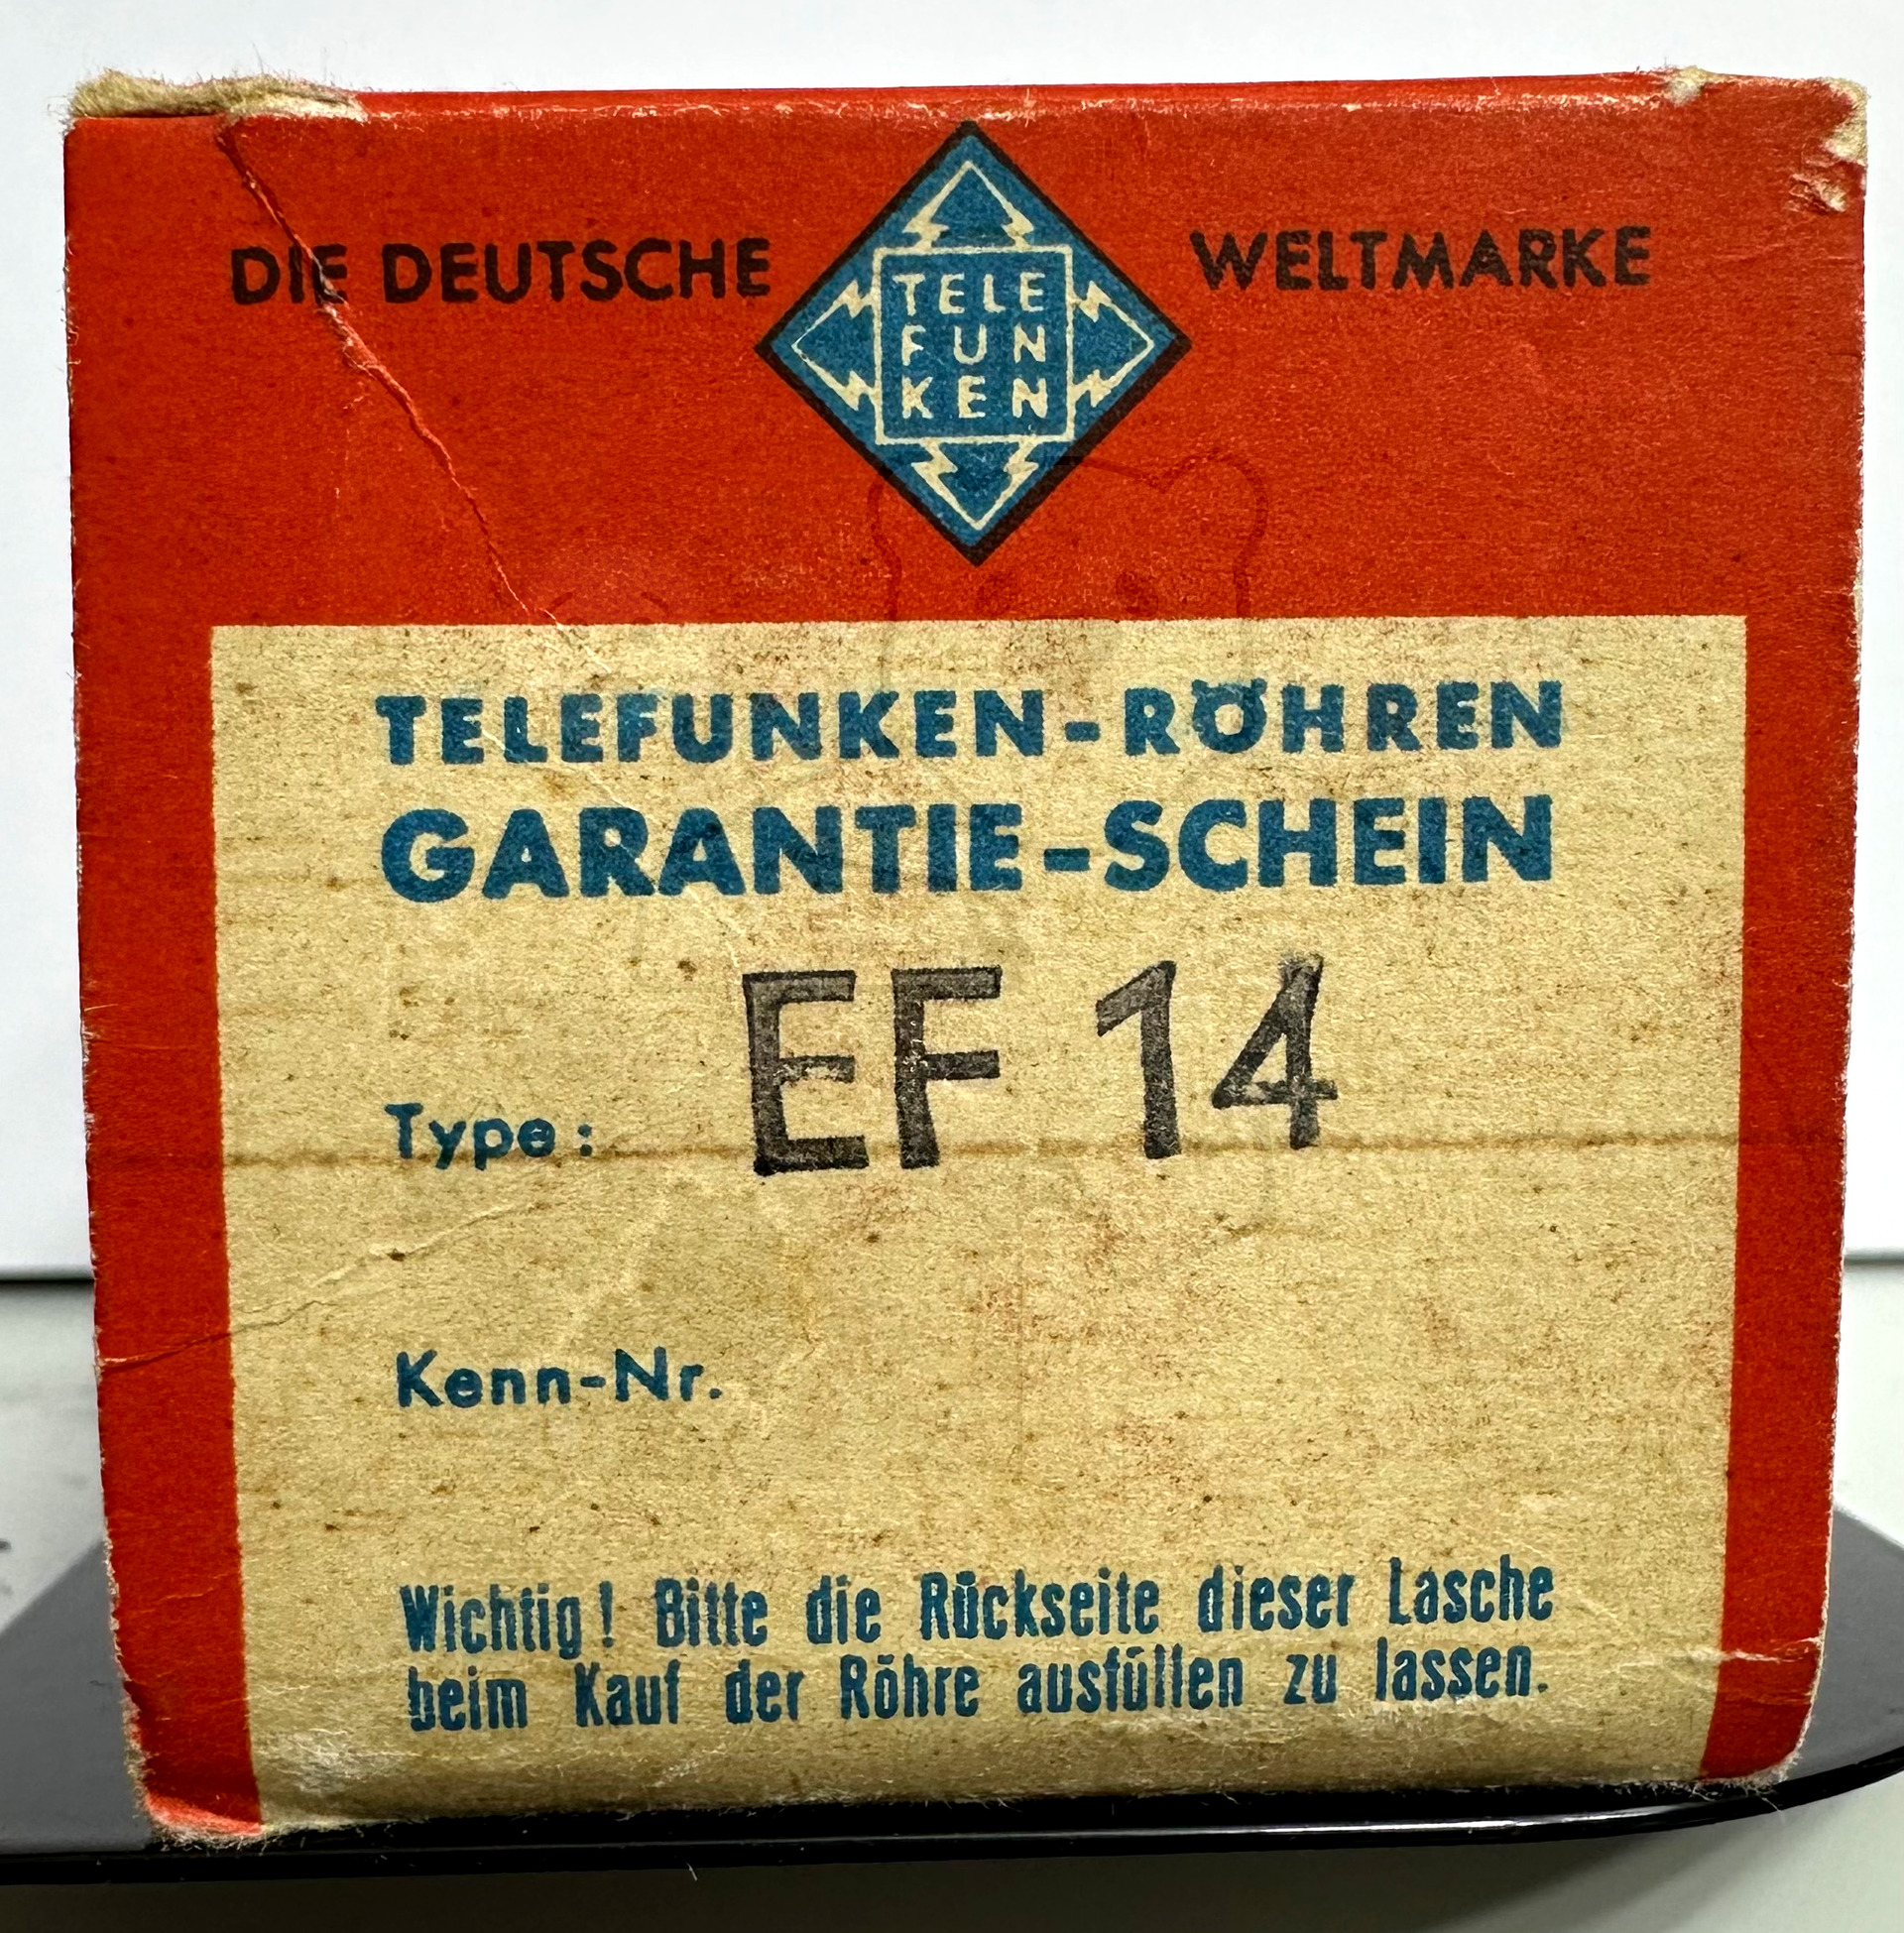 DIE DEUTSCHE WELTMARKE
TELE
FUN
KEN
TELEFUNKEN-RÖHREN
GARANTIE-SCHEIN
Type: EF 14
Kenn-Nr.
Wichtig! Bitte die Rückseite dieser Lasche
beim Kauf der Röhre ausfüllen zu lassen.